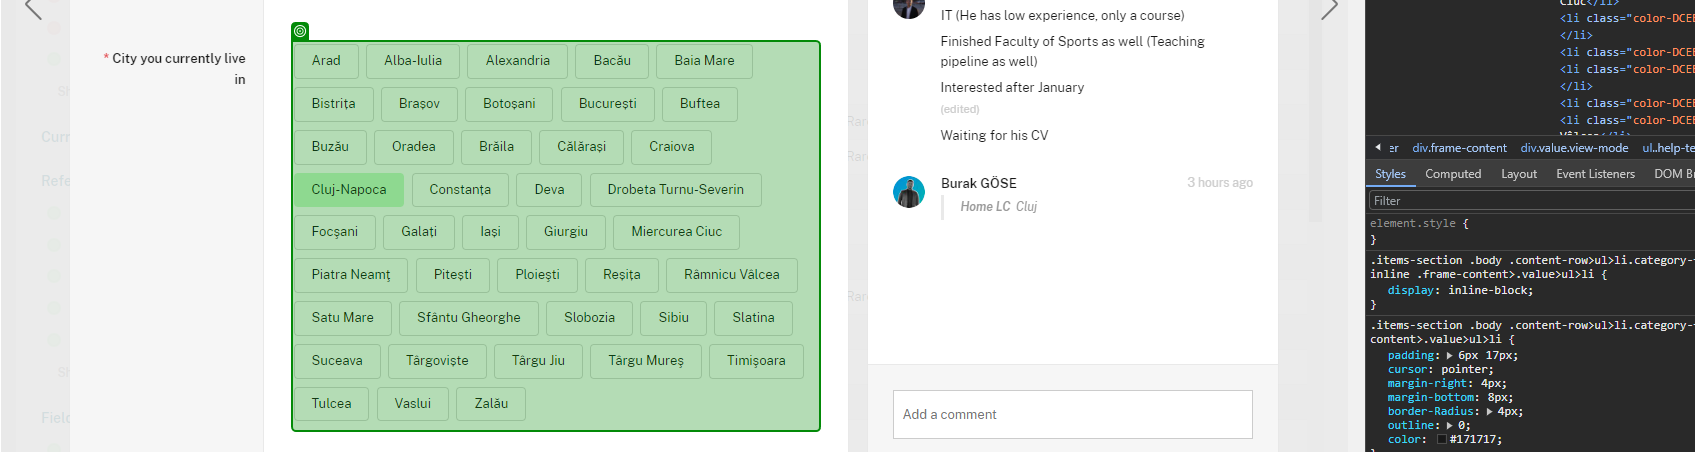 * City you currently live
in
Arad
Alba-Iulia
Alexandria
Bacău
Baia Mare
Bistrița
Brașov
Botoșani
București
Buftea
Buzău
Oradea
Brăila
Călărași
Craiova
Cluj-Napoca
Constanța
Deva
Drobeta Turnu-Severin
Focșani
Galați
Iași
Giurgiu
Miercurea Ciuc
Piatra Neamț
Pitești
Ploiești
Reșița
Râmnicu Vâlcea
Satu Mare
Sfântu Gheorghe
Slobozia
Sibiu
Slatina
Suceava
Târgoviște
Târgu Jiu
Târgu Mureș
Timișoara
Tulcea
Vaslui
Zalău
Curr
Refe
Field
IT (He has low experience, only a course)
Finished Faculty of Sports as well (Teaching
pipeline as well)
Interested after January
(edited)
Waiting for his CV
Burak GÖSE
3 hours ago
Home LC Cluj
Add a comment
Ciuc</li>
<li class="color-DCEE
</li>
<li class="color-DCEE
<li class="color-DCEE
</li>
<li class="color-DCEE
<li class="color-DCEE
Vâlcea</li>
er div.frame-content div.value.view-mode ul..help-te
Styles Computed Layout Event Listeners DOM Br
Filter
element.style {
}
.items-section .body .content-row>ul>li.category-
inline .frame-content>.value>ul>li {
display: inline-block;
}
.items-section .body .content-row>ul>li.category-
content>.value>ul>li {
padding: 6px 17px;
cursor: pointer;
margin-right: 4px;
margin-bottom: 8px;
border-Radius: 4px;
outline: 0;
color: #171717;
}